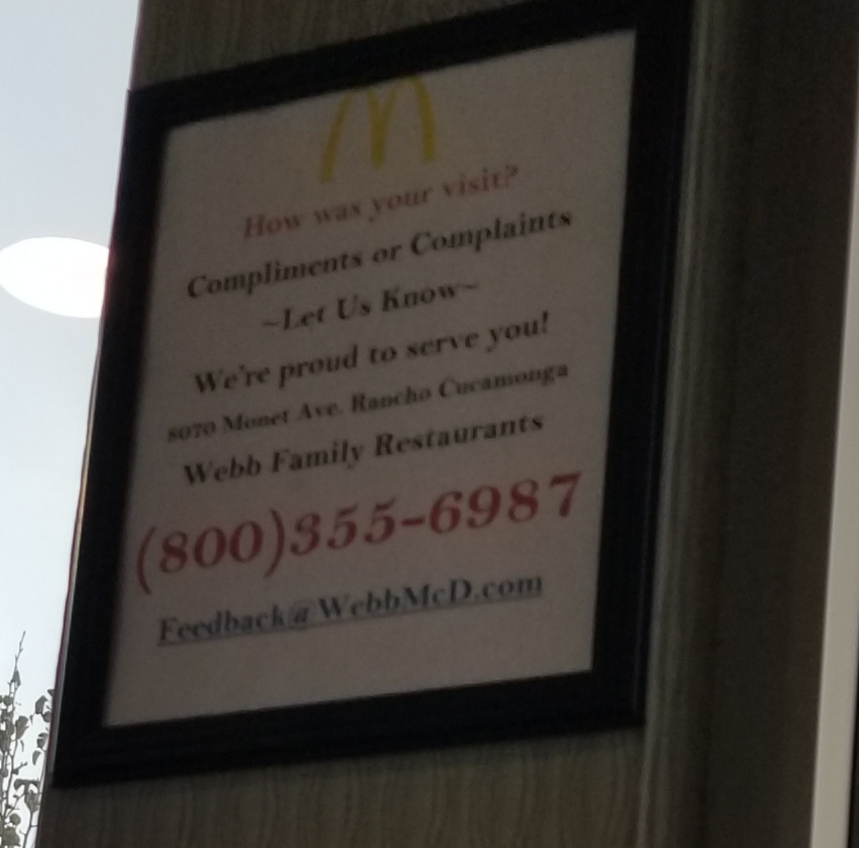 How was your visit?
Compliments or Complaints
~Let Us Know~
We're proud to serve you!
8070 Monet Ave. Rancho Cucamonga
Webb Family Restaurants
(800)355-6987
Feedback@WebbMcD.com